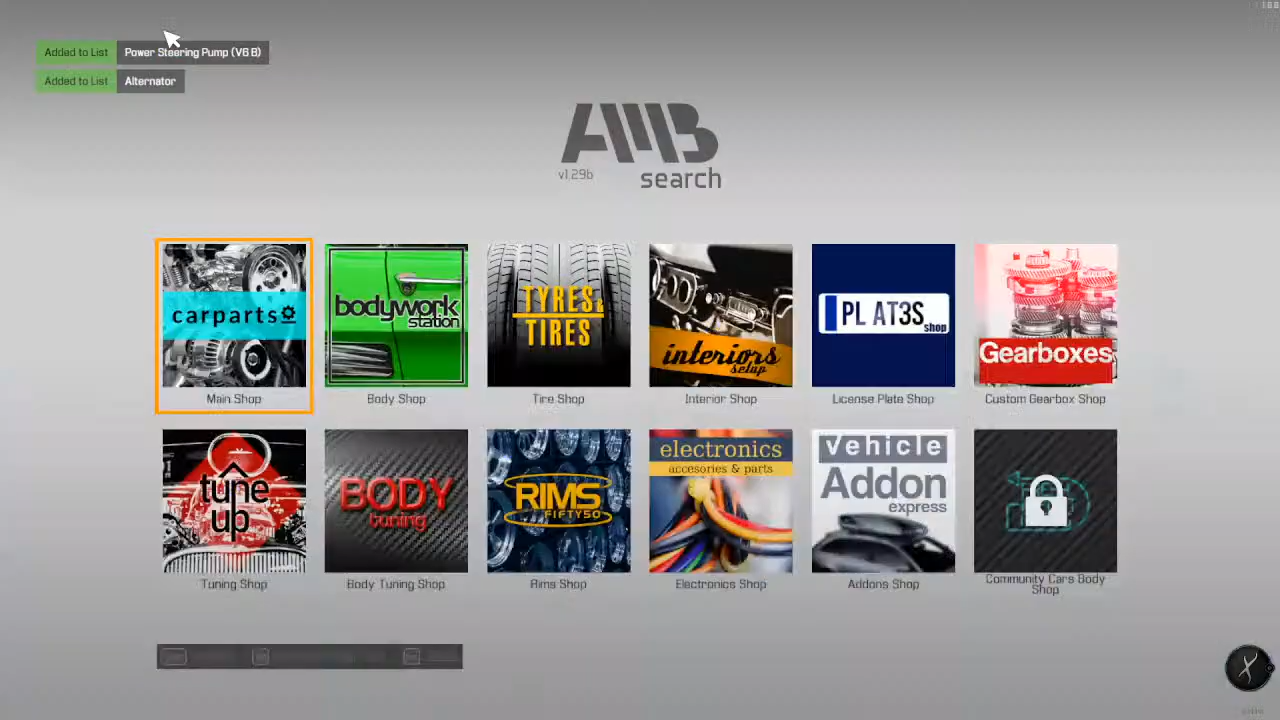 Added to List Power Steering Pump (V6 B)
Added to List Alternator
AMB
v1.29b search
carparts
Main Shop
bodywork
station
Body Shop
TYRES &
TIRES
Tire Shop
interiors
setup
Interior Shop
PL AT3S
shop
License Plate Shop
Gearboxes
Custom Gearbox Shop
tune
up
Tuning Shop
BODY
tuning
Body Tuning Shop
RIMS
FIFTY50
Rims Shop
electronics
accesories & parts
Electronics Shop
vehicle
Addon
express
Addons Shop
Community Cars Body
Shop